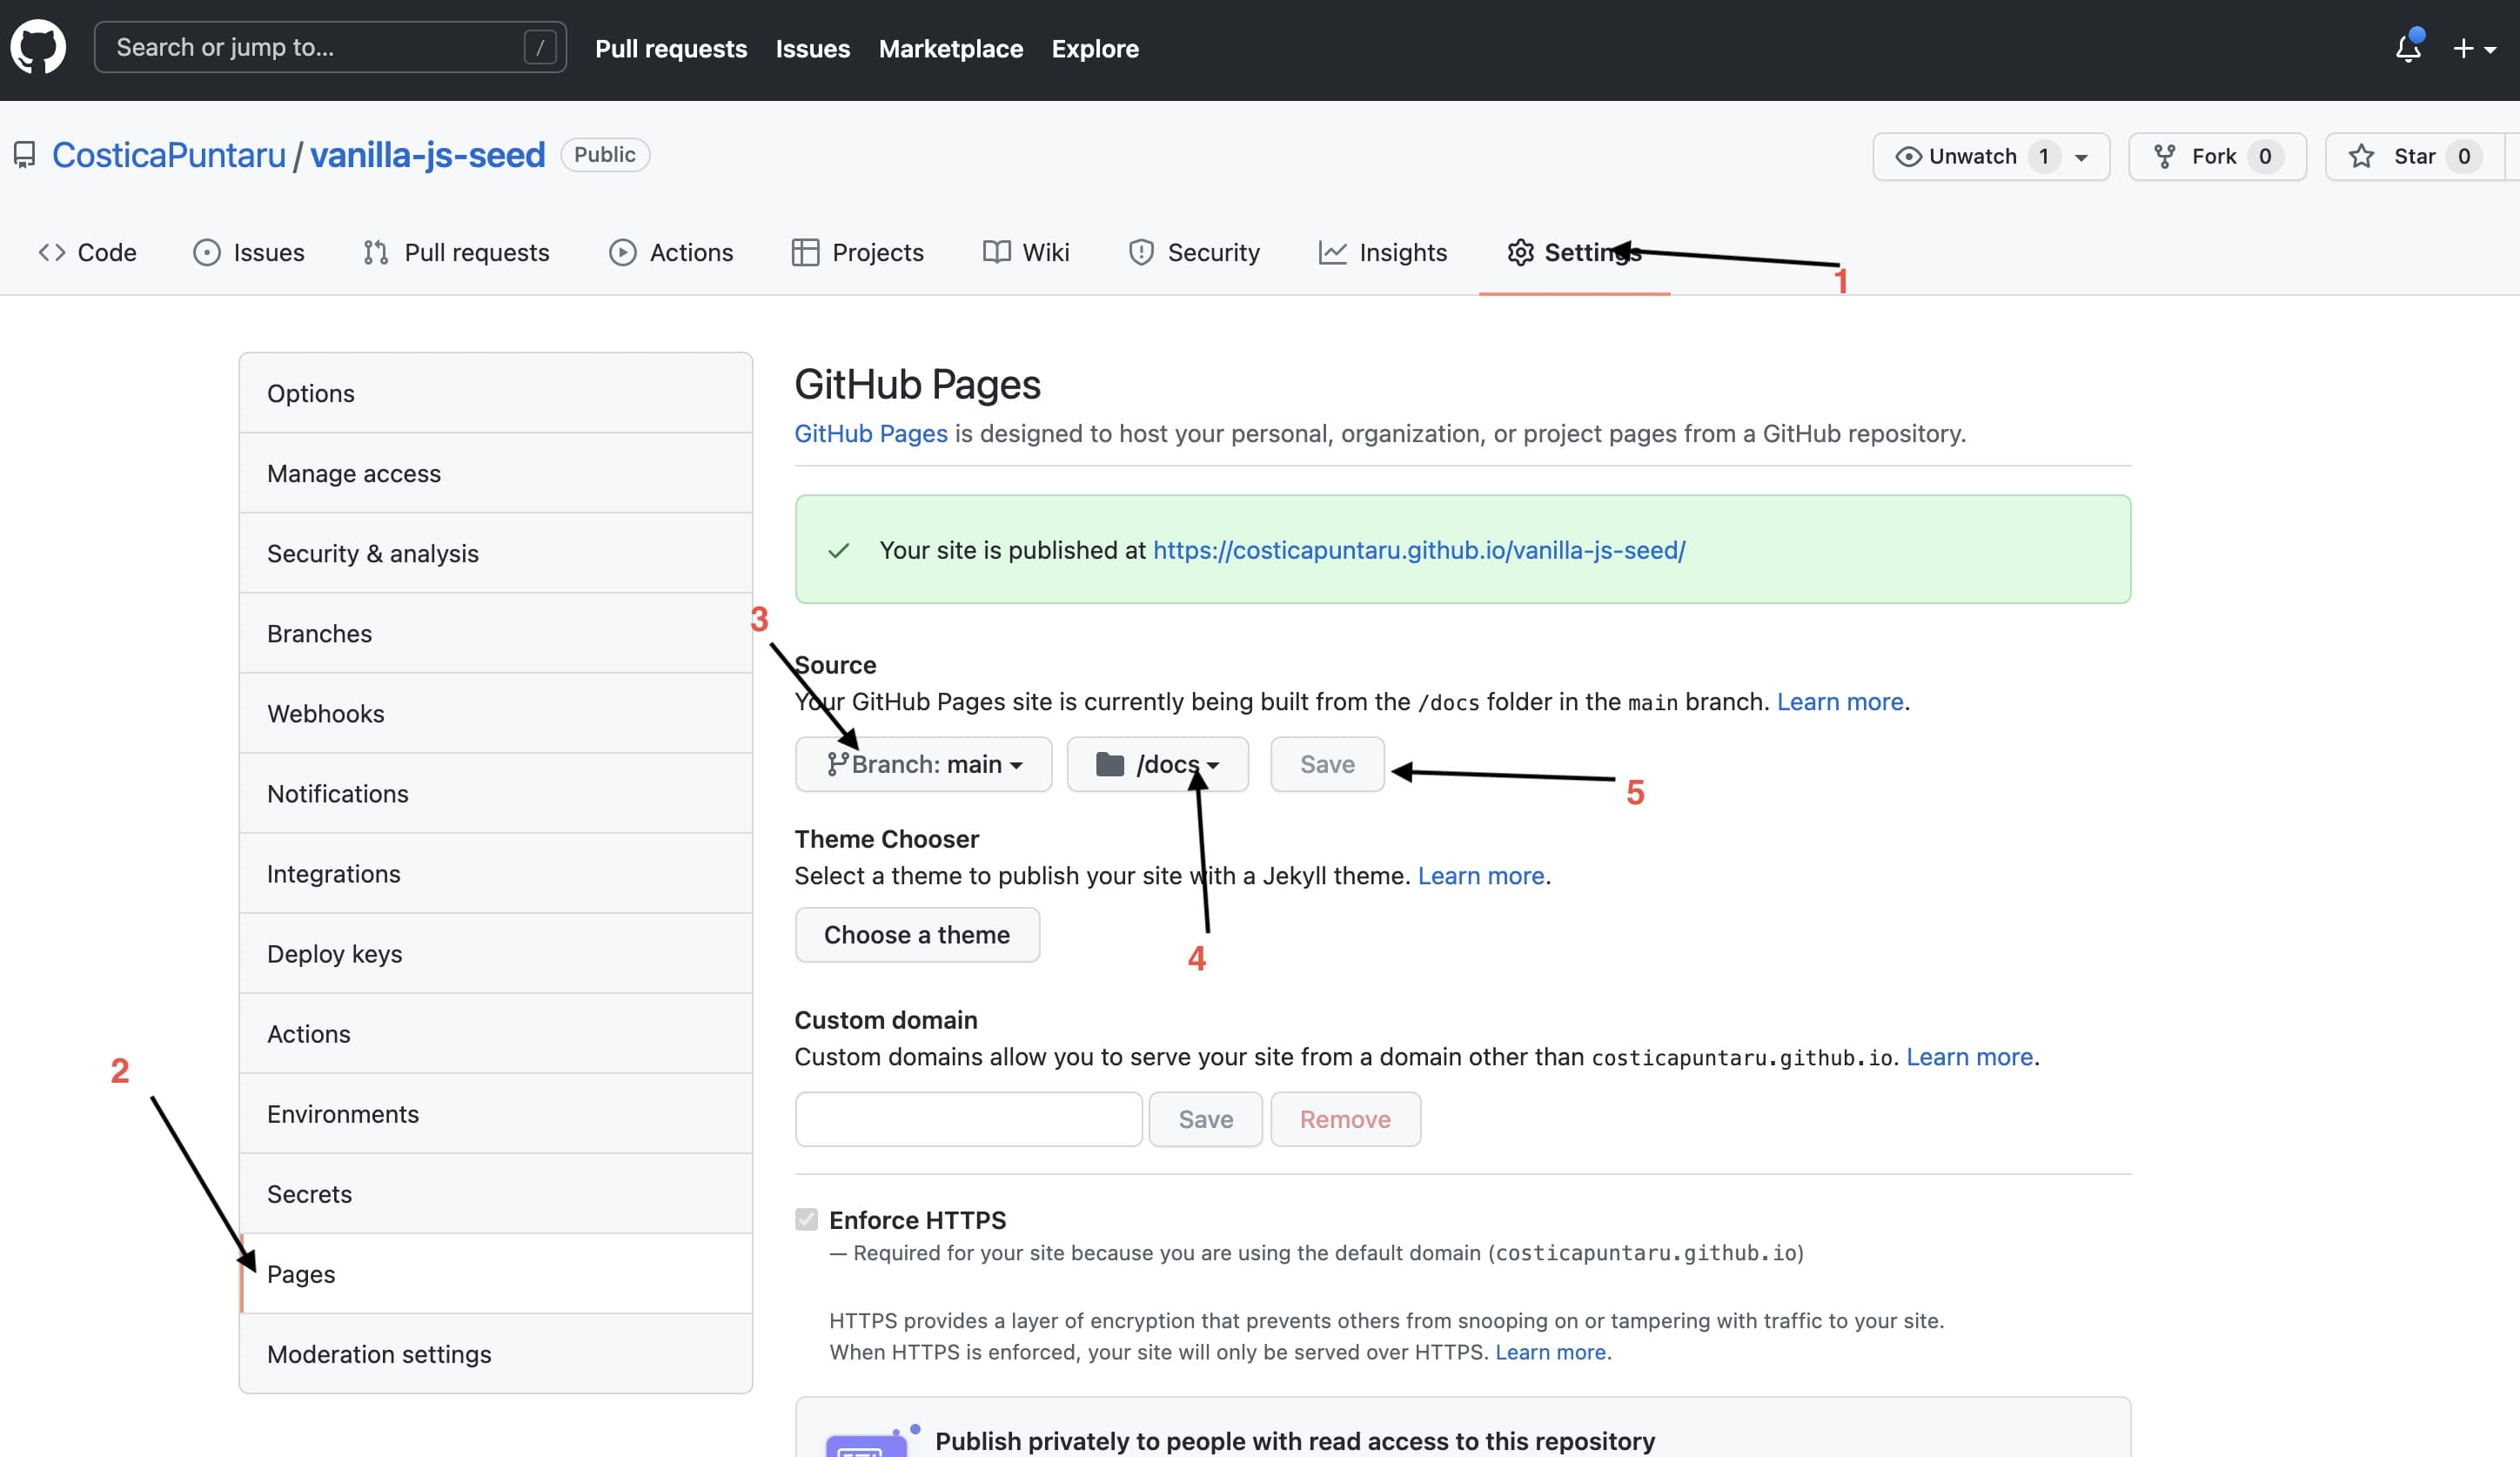 Search or jump to... / Pull requests Issues Marketplace Explore
CosticaPuntaru / vanilla-js-seed Public Unwatch 1 Fork 0 Star 0
Code Issues Pull requests Actions Projects Wiki Security Insights Settings
1
Options
Manage access
Security & analysis
Branches
Webhooks
Notifications
Integrations
Deploy keys
Actions
Environments
Secrets
Pages
Moderation settings
2
GitHub Pages
GitHub Pages is designed to host your personal, organization, or project pages from a GitHub repository.
Your site is published at https://costicapuntaru.github.io/vanilla-js-seed/
3
Source
Your GitHub Pages site is currently being built from the /docs folder in the main branch. Learn more.
Branch: main /docs Save
5
Theme Chooser
Select a theme to publish your site with a Jekyll theme. Learn more.
Choose a theme
4
Custom domain
Custom domains allow you to serve your site from a domain other than costicapuntaru.github.io. Learn more.
Save Remove
Enforce HTTPS
— Required for your site because you are using the default domain (costicapuntaru.github.io)
HTTPS provides a layer of encryption that prevents others from snooping on or tampering with traffic to your site.
When HTTPS is enforced, your site will only be served over HTTPS. Learn more.
Publish privately to people with read access to this repository